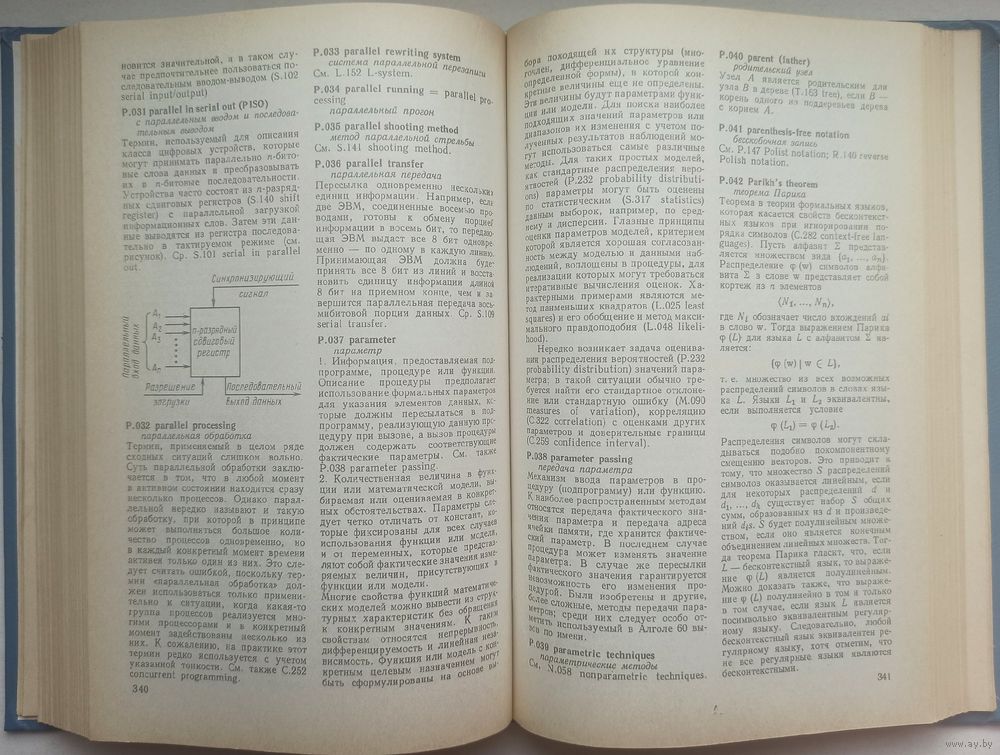 новится значительной, и в таком слу-
чае предпочтительнее пользоваться по-
следовательным вводом-выводом (S.102
serial input/output)
P.031 parallel in serial out (PISO)
с параллельным вводом и последова-
тельным выводом
Термин, используемый для описания
класса цифровых устройств, которые
могут принимать параллельно n-бито-
вые слова данных и преобразовывать
их в n-битовые последовательности.
Устройства часто состоят из n-разряд-
ных сдвиговых регистров (S.140 shift
register) с параллельной загрузкой
информационных слов. Затем эти дан-
ные выводятся из регистра последова-
тельно в тактируемом режиме (см.
рисунок). Ср. S.101 serial in parallel
out.
Синхронизирующий
сигнал
Параллельный
вход данных
Д1
Д2
Д3
Дn
n-разрядный
сдвиговый
регистр
Разрешение
загрузки
Последовательный
Выход данных
P.032 parallel processing
параллельная обработка
Термин, применяемый в целом ряде
сходных ситуаций слишком вольно.
Суть параллельной обработки заклю-
чается в том, что в любой момент
в активном состоянии находятся сразу
несколько процессов. Однако парал-
лельной нередко называют и такую
обработку, при которой в принципе
может выполняться большое коли-
чество процессов одновременно, но
в каждый конкретный момент времени
активен только один из них. Это сле-
дует считать ошибкой, поскольку тер-
мин «параллельная обработка» дол-
жен использоваться только примени-
тельно к ситуации, когда какая-то
группа процессов реализуется мно-
гими процессорами и в конкретный
момент задействованы несколько из
них. К сожалению, на практике этот
термин редко используется с учетом
указанной тонкости. См. также C.252
concurrent programming.
340
P.033 parallel rewriting system
система параллельной перезаписи
См. L.152 L-system.
P.034 parallel running = parallel pro-
cessing
параллельный прогон
P.035 parallel shooting method
метод параллельной стрельбы
См. S.141 shooting method.
P.036 parallel transfer
параллельная передача
Пересылка одновременно нескольких
единиц информации. Например, если
две ЭВМ, соединенные восемью про-
водами, готовы к обмену порцией
информации в восемь бит, то передаю-
щая ЭВМ выдаст все 8 бит одновре-
менно — по одному в каждую линию.
Принимающая ЭВМ должна будет
принять все 8 бит из линий и восста-
новить единицу информации длиной
8 бит на приемном конце, чем и за-
вершится параллельная передача вось-
мибитовой порции данных. Ср. S.109
serial transfer.
P.037 parameter
параметр
1. Информация, предоставляемая под-
программе, процедуре или функции.
Описание процедуры предполагает
использование формальных параметров
для указания элементов данных, ко-
торые должны пересылаться в под-
программу, реализующую данную про-
цедуру при вызове, а вызов процедуры
должен содержать соответствующие
фактические параметры. См. также
P.038 parameter passing.
2. Количественная величина в функ-
ции или математической модели, вы-
бираемая или оцениваемая в конкрет-
ных обстоятельствах. Параметры сле-
дует четко отличать от констант, ко-
торые фиксированы для всех случаев
использования функции или модели,
и от переменных, которые представ-
ляют собой фактические значения изме-
ряемых величин, присутствующих в
функции или модели.
Многие свойства функций математиче-
ских моделей можно вывести из струк-
турных характеристик без обращения
к конкретным значениям. К таким
свойствам относятся непрерывность,
дифференцируемость и линейная неза-
висимость. Функция или модель с кон-
кретным целевым назначением могут
быть сформулированы на основе вы-
бора походящей их структуры (мно-
гочлен, дифференциальное уравнение
определенной формы), в которой кон-
кретные величины еще не определены.
Эти величины будут параметрами функ-
ции или модели. Для поиска наиболее
подходящих значений параметров или
диапазонов их изменения с учетом по-
лученных результатов наблюдений мо-
гут использоваться самые различные
методы. Для таких простых моделей,
как стандартные распределения веро-
ятностей (P.232 probability distributi-
ons) параметры могут быть оценены
по статистическим (S.317 statistics)
данным выборок, например, по сред-
нему и дисперсии. Главные принципы
оценки параметров моделей, критерием
которой является хорошая согласован-
ность между моделью и данными наб-
людений, воплощены в процедуры, для
реализации которых могут требоваться
итеративные вычисления оценок. Ха-
рактерными примерами являются ме-
тод наименьших квадратов (L.025 least
squares) и его обобщение и метод макси-
мального правдоподобия (L.048 likeli-
hood).
Нередко возникает задача оценива-
ния распределения вероятностей (P.232
probability distribution) значений пара-
метра; в такой ситуации обычно тре-
буется найти его стандартное отклоне-
ние или стандартную ошибку (M.090
measures of variation), корреляцию
(C.322 correlation) с оценками других
параметров и доверительные границы
(C.259 confidence interval).
P.038 parameter passing
передача параметра
Механизм ввода параметров в про-
цедуру (подпрограмму) или функцию.
К наиболее распространенным методам
относятся передача фактического зна-
чения параметра и передача адреса
ячейки памяти, где хранится фактиче-
ский параметр. В последнем случае
процедура может изменять значение
параметра. В случае же пересылки
фактического значения гарантируется
невозможность его изменения про-
цедурой. Были изобретены и другие,
более сложные, методы передачи пара-
метров; среди них следует особо от-
метить используемый в Алголе 60 вы-
зов по имени.
P.039 parametric techniques
параметрические методы
См. N.058 nonparametric techniques.
P.040 parent (father)
родительский узел
Узел A является родительским для
узла B в дереве (T.163 tree), если B —
корень одного из поддеревьев дерева
с корнем A.
P.041 parenthesis-free notation
бесскобочная запись
См. P.147 Polist notation; R.140 reverse
Polish notation.
P.042 Parikh's theorem
теорема Парика
Теорема в теории формальных языков,
которая касается свойств бесконтекст-
ных языков при игнорировании по-
рядка символов (C.282 context-free lan-
guages). Пусть алфавит Σ представ-
ляется множеством вида {a1, ..., an}.
Распределение φ (w) символов алфа-
вита Σ в слове w представляет собой
кортеж из n элементов
⟨N1, ..., Nn⟩,
где Ni обозначает число вхождений ai
в слово w. Тогда выражением Парика
φ (L) для языка L с алфавитом Σ яв-
ляется:
{φ (w) | w ∈ L},
т. е. множество из всех возможных
распределений символов в словах язы-
ка L. Языки L1 и L2 эквивалентны,
если выполняется условие
φ (L1) = φ (L2).
Распределения символов могут скла-
дываться подобно покомпонентному
смещению векторов. Это приводит к
тому, что множество S распределений
символов оказывается линейным, если
для некоторых распределений d и
d1, ..., dk существует набор S общих
сумм, образованных из d и произведе-
ний dis. S будет полулинейным множе-
ством, если оно является конечным
объединением линейных множеств. Тог-
да теорема Парика гласит, что, если
L — бесконтекстный язык, то выраже-
ние φ (L) является полулинейным.
Можно доказать также, что выраже-
ние φ (L) полулинейно в том и только
в том случае, если язык L является
посимвольно эквивалентным регуляр-
ному языку. Следовательно, любой
бесконтекстный язык эквивалентен ре-
гулярному языку, хотя отметим, что
не все регулярные языки являются
бесконтекстными.
341
www.ay.by